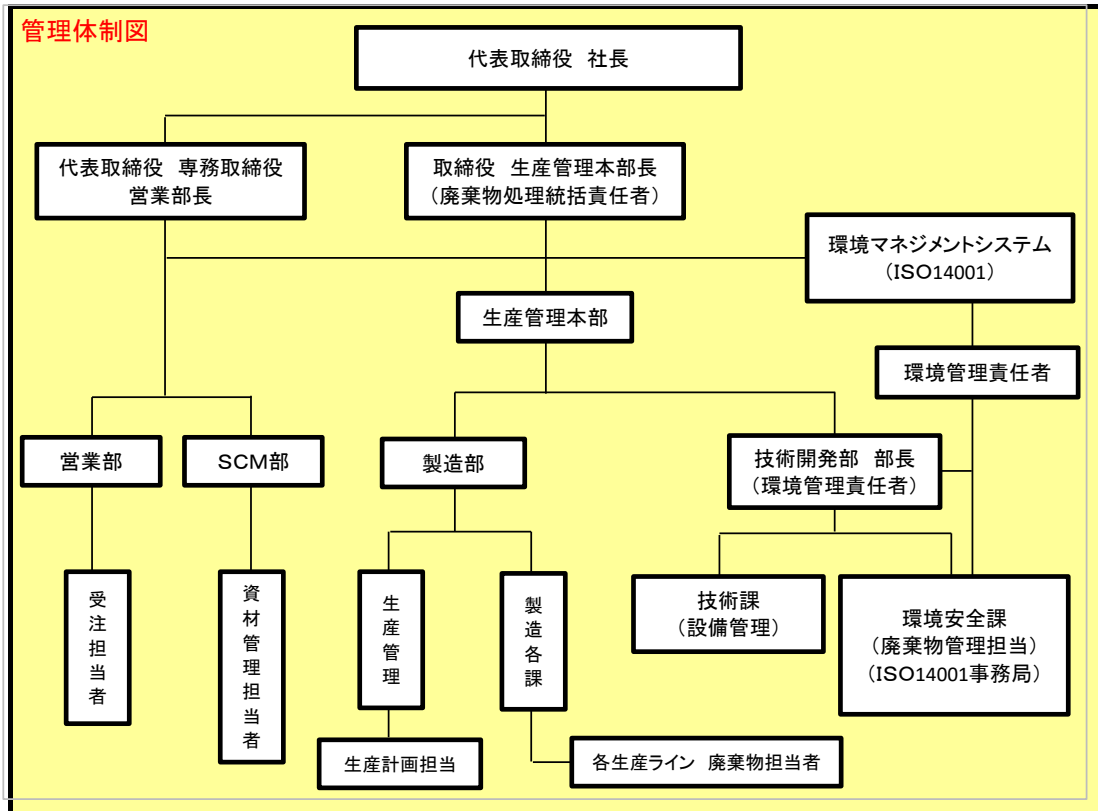 管理体制図
代表取締役 社長
代表取締役 専務取締役
営業部長
取締役 生産管理本部長
（廃棄物処理統括責任者）
環境マネジメントシステム
（ISO14001）
生産管理本部
環境管理責任者
営業部
SCM部
製造部
技術開発部 部長
（環境管理責任者）
受注担当者
資材管理担当者
生産管理
製造各課
技術課
（設備管理）
環境安全課
（廃棄物管理担当）
（ISO14001事務局）
生産計画担当
各生産ライン 廃棄物担当者